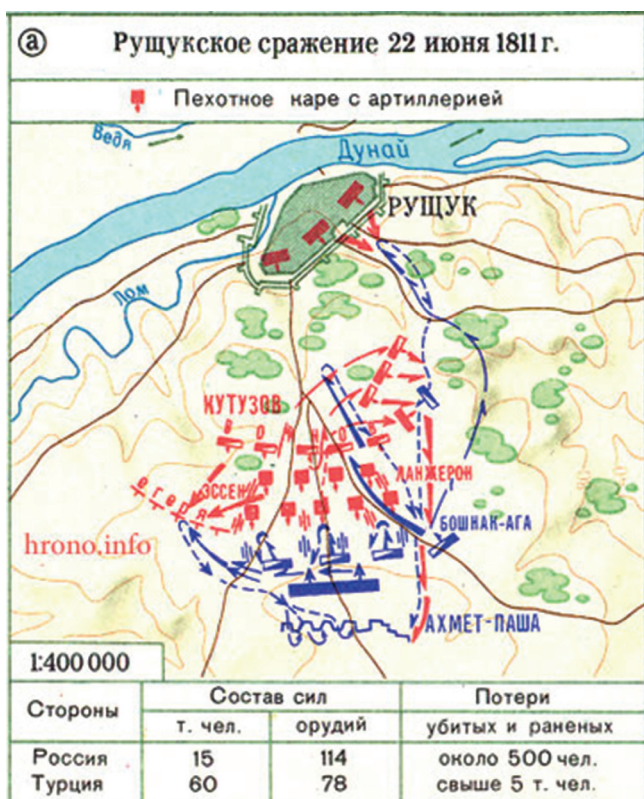 а Рущукское сражение 22 июня 1811 г.
Пехотное каре с артиллерией
Ведя
Дунай
РУЩУК
Лом
КУТУЗОВ
ВОИНОВ
ЭССЕН
ЛАНЖЕРОН
егеря
БОШНАК-АГА
hrono.info
АХМЕТ-ПАША
1:400 000
Стороны Состав сил Потери
т. чел. орудий убитых и раненых
Россия 15 114 около 500 чел.
Турция 60 78 свыше 5 т. чел.